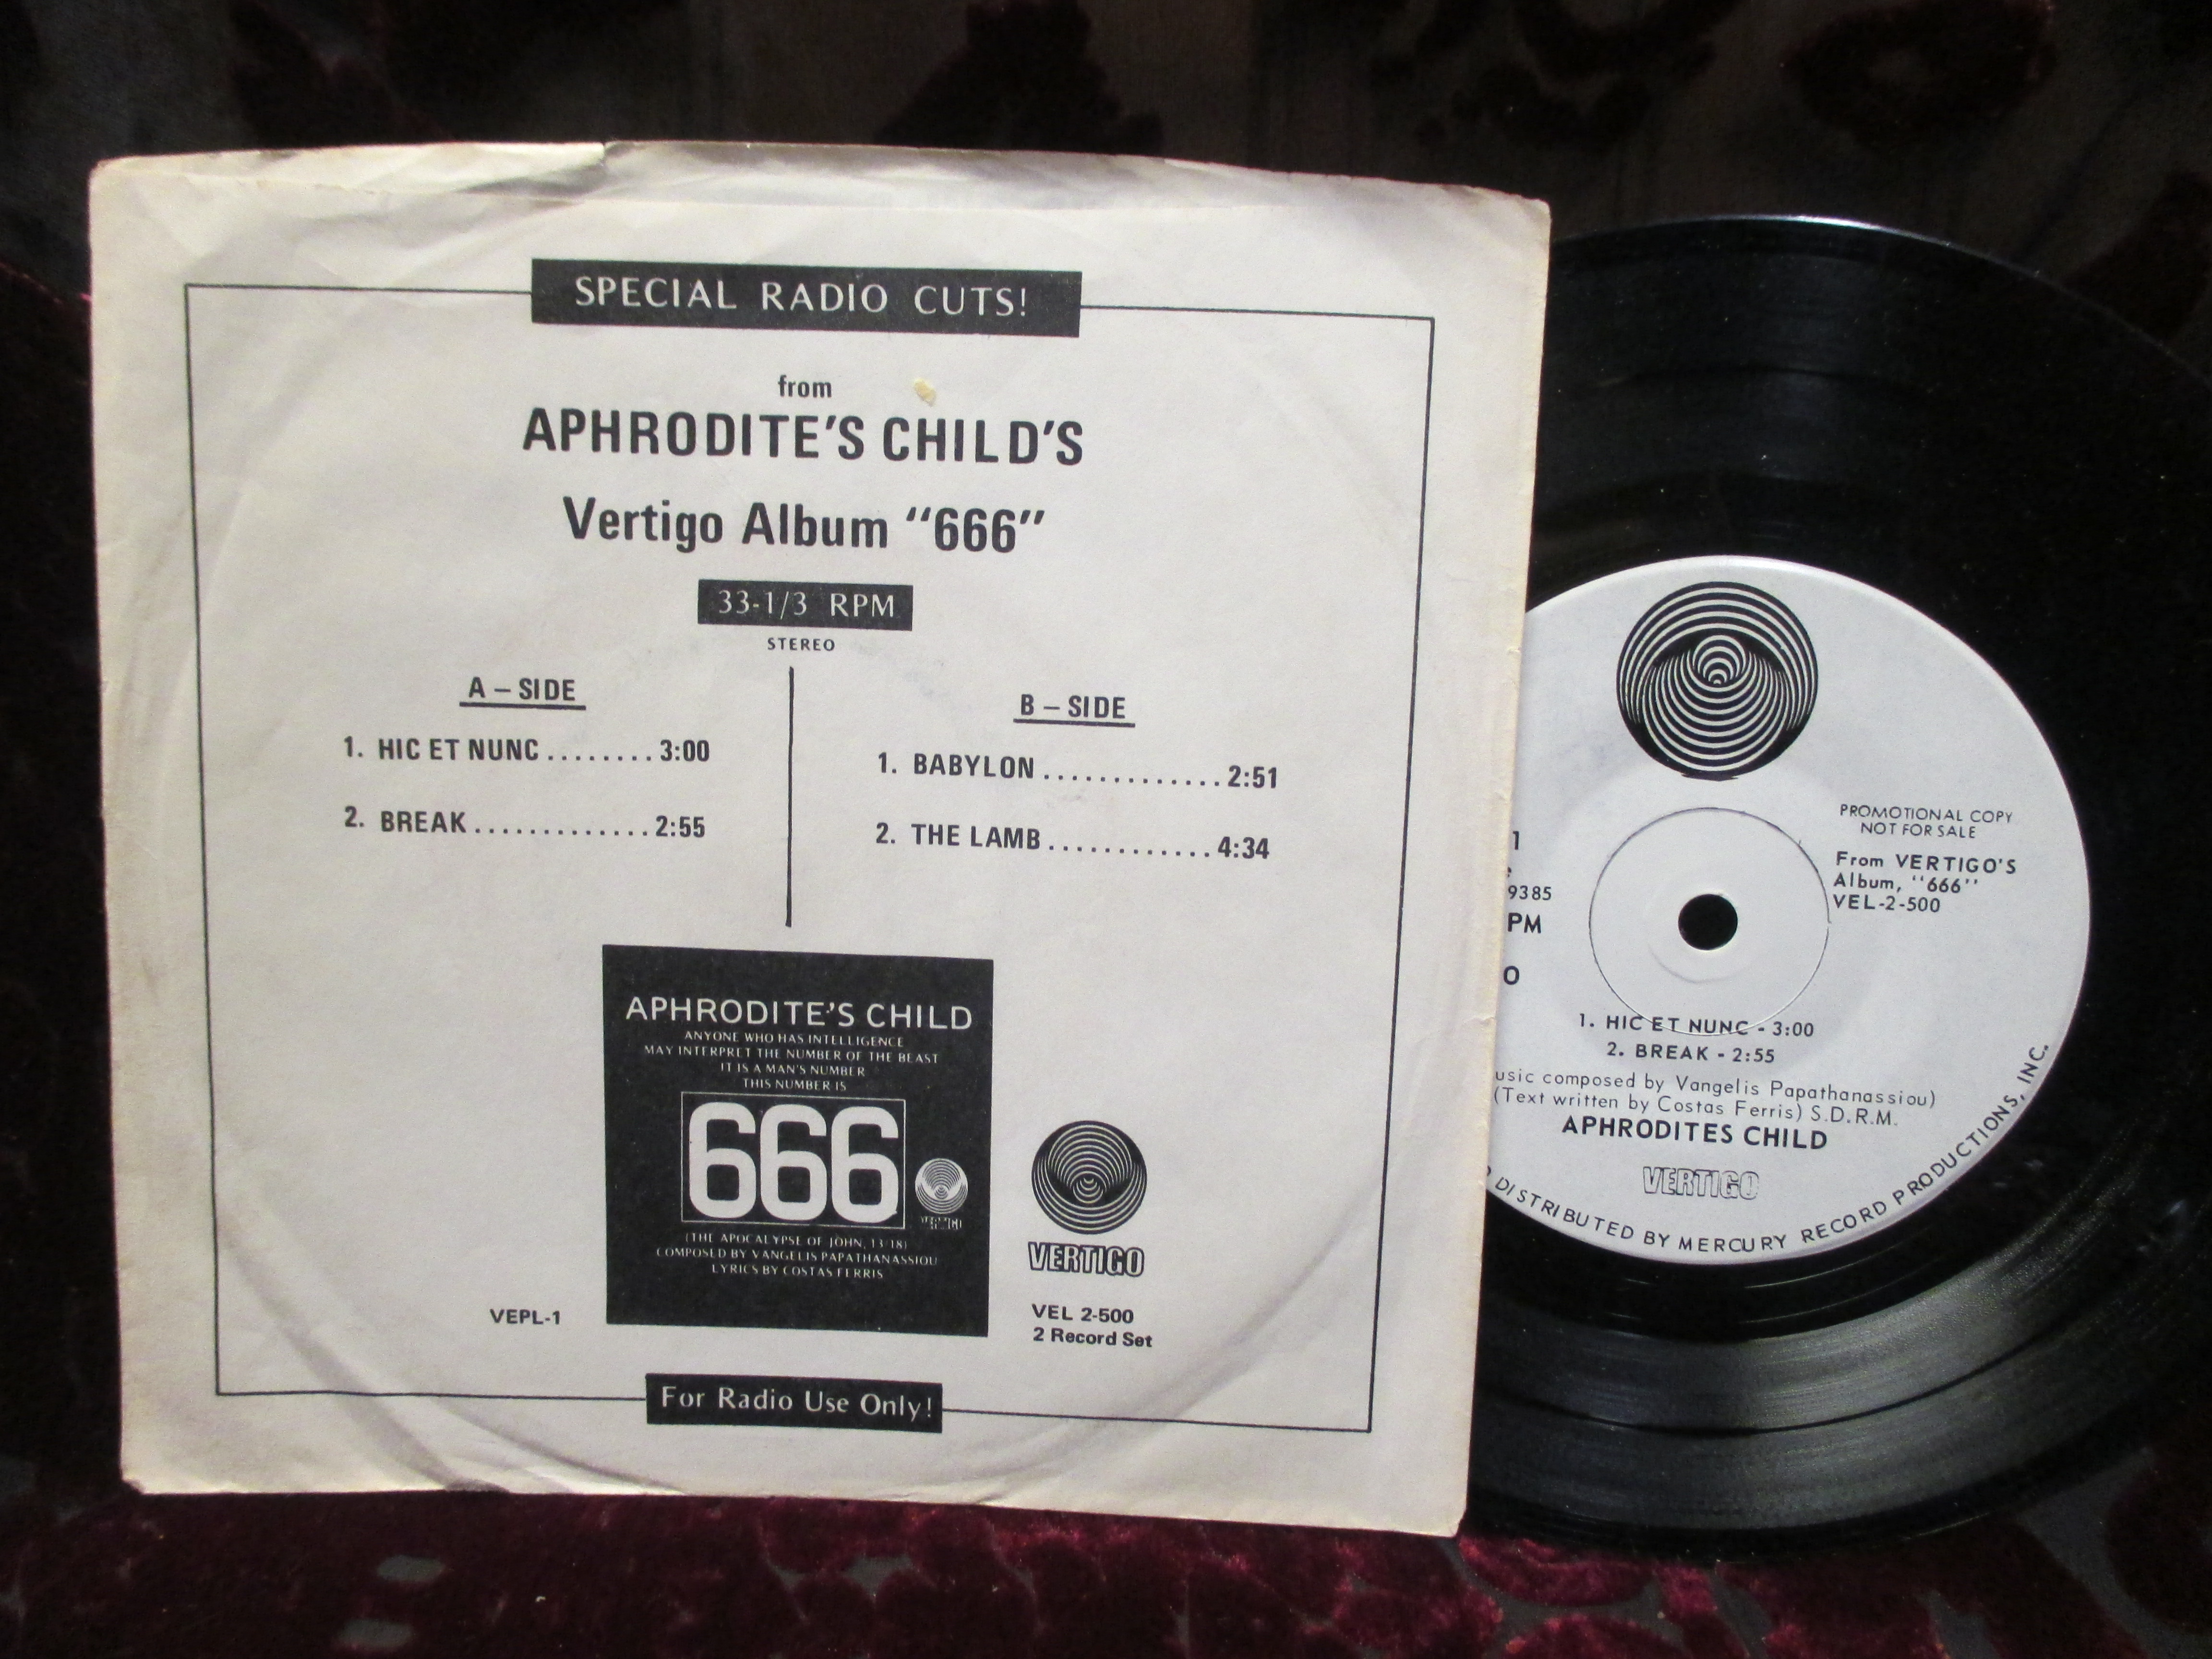 SPECIAL RADIO CUTS!
from
APHRODITE'S CHILD'S
Vertigo Album "666"
33-1/3 RPM
STEREO
A – SIDE
1. HIC ET NUNC ........ 3:00
2. BREAK ............. 2:55
B – SIDE
1. BABYLON ............. 2:51
2. THE LAMB ............ 4:34
APHRODITE'S CHILD
ANYONE WHO HAS INTELLIGENCE
MAY INTERPRET THE NUMBER OF THE BEAST
IT IS A MAN'S NUMBER
THIS NUMBER IS
666
VERTIGO
(THE APOCALYPSE OF JOHN, 13-18)
COMPOSED BY VANGELIS PAPATHANASSIOU
LYRICS BY COSTAS FERRIS
VERTIGO
VEPL-1
VEL 2-500
2 Record Set
For Radio Use Only!
PROMOTIONAL COPY
NOT FOR SALE
From VERTIGO'S
Album, "666"
VEL-2-500
1
9385
PM
O
1. HIC ET NUNC - 3:00
2. BREAK - 2:55
usic composed by Vangelis Papathanassiou)
(Text written by Costas Ferris) S.D.R.M.
APHRODITES CHILD
VERTIGO
DISTRIBUTED BY MERCURY RECORD PRODUCTIONS, INC.